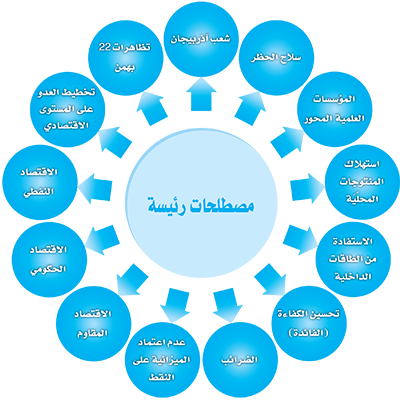 مصطلحات رئيسة
شعب أذربيجان
سلاح الحظر
المؤسسات
العلمية المحور
استهلاك
المنتوجات
المحلية
الاستفادة
من الطاقات
الداخلية
تحسين الكفاءة
(الفائدة)
الضرائب
عدم اعتماد
الميزانية على
النفط
الاقتصاد
المقاوم
الاقتصاد
الحكومي
الاقتصاد
النفطي
تخطيط العدو
على المستوى
الاقتصادي
تظاهرات 22
بهمن